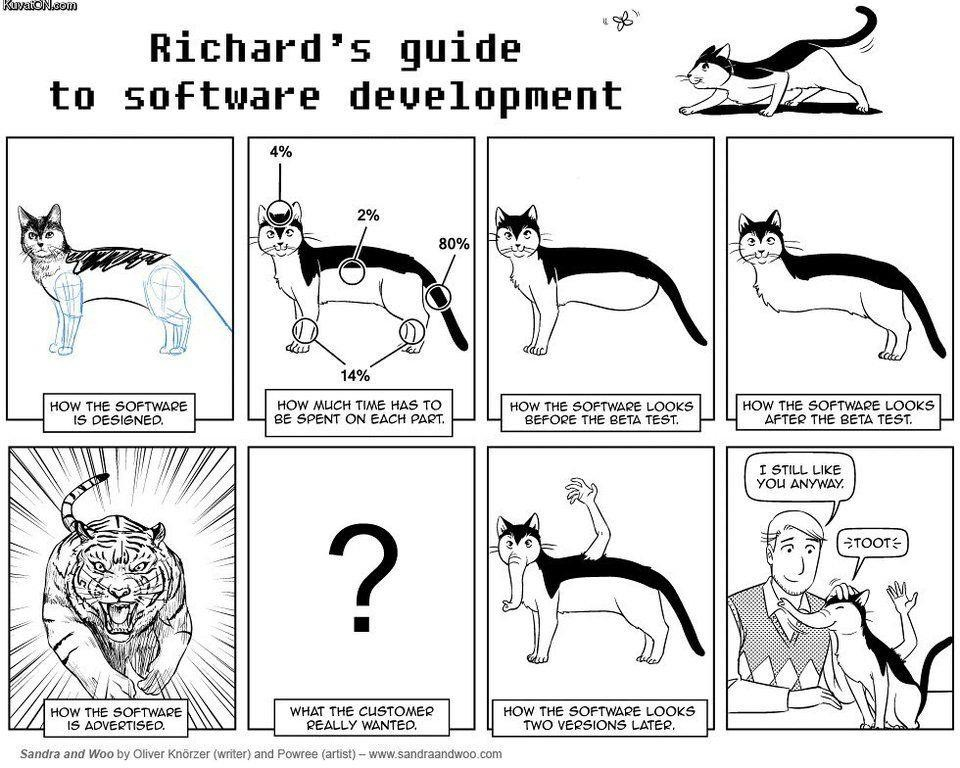 KuvatON.com
Richard's guide
to software development
4%
2%
80%
14%
HOW THE SOFTWARE
IS DESIGNED.
HOW MUCH TIME HAS TO
BE SPENT ON EACH PART.
HOW THE SOFTWARE LOOKS
BEFORE THE BETA TEST.
HOW THE SOFTWARE LOOKS
AFTER THE BETA TEST.
HOW THE SOFTWARE
IS ADVERTISED.
?
WHAT THE CUSTOMER
REALLY WANTED.
HOW THE SOFTWARE LOOKS
TWO VERSIONS LATER.
I STILL LIKE
YOU ANYWAY.
TOOT
Sandra and Woo by Oliver Knörzer (writer) and Powree (artist) – www.sandraandwoo.com